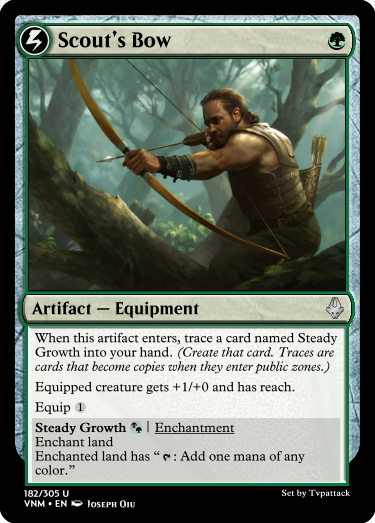 Scout's Bow
Artifact — Equipment
When this artifact enters, trace a card named Steady
Growth into your hand. (Create that card. Traces are
cards that become copies when they enter public zones.)
Equipped creature gets +1/+0 and has reach.
Equip 1
Steady Growth | Enchantment
Enchant land
Enchanted land has “ : Add one mana of any
color.”
182/305 U
VNM • EN Joseph Qiu
Set by Tvpattack